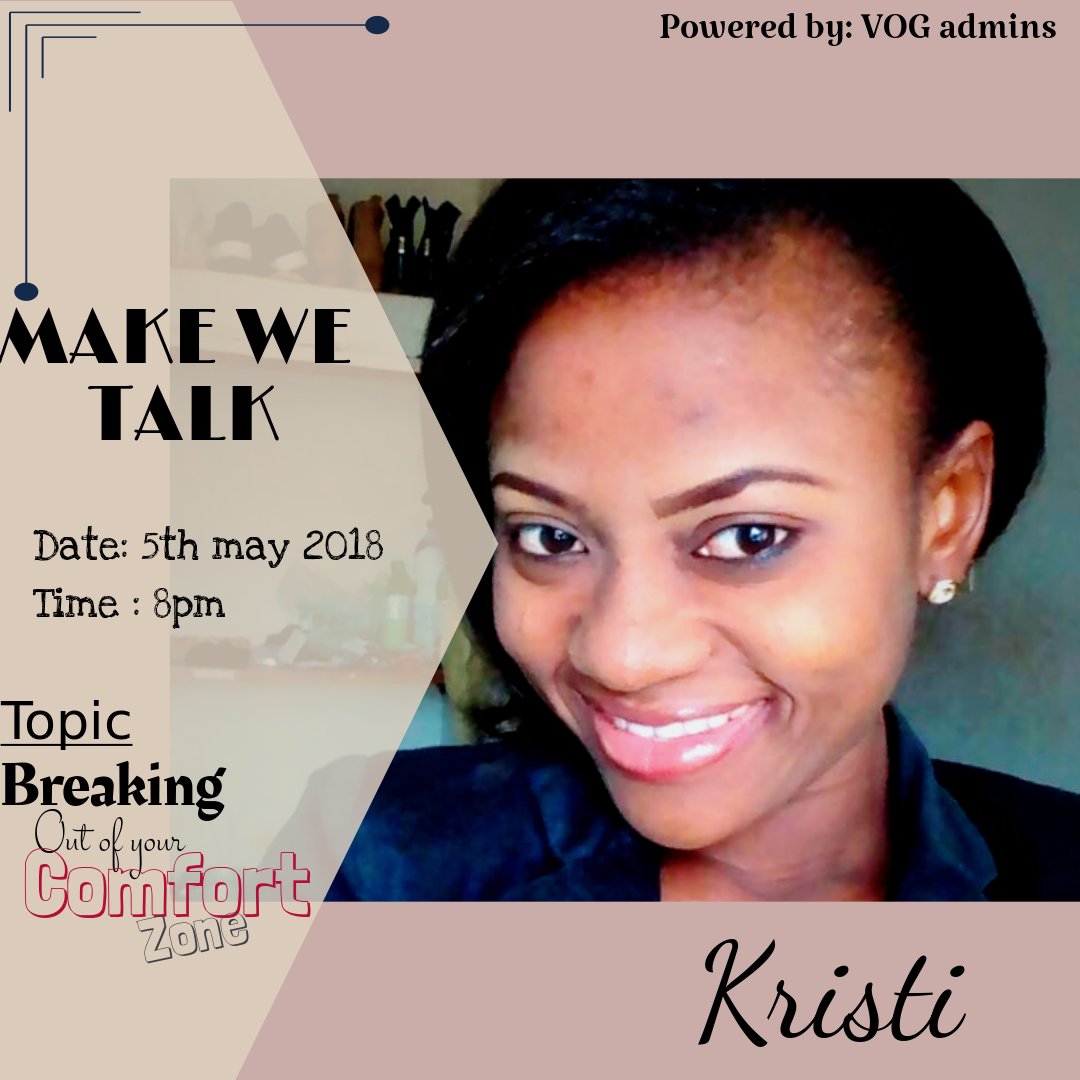 Powered by: VOG admins
MAKE WE
TALK
Date: 5th may 2018
Time : 8pm
Topic
Breaking
Out of your
Comfort
Zone
Kristi